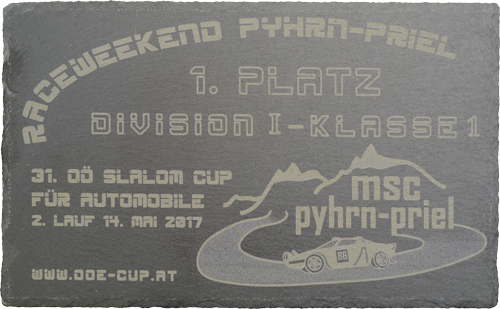 RACEWEEKEND PYHRN-PRIEL
1. PLATZ
DIVISION I-KLASSE 1
31. OÖ SLALOM CUP
FÜR AUTOMOBILE
2. LAUF 14. MAI 2017
msc
pyhrn-priel
88
WWW.OOE-CUP.AT